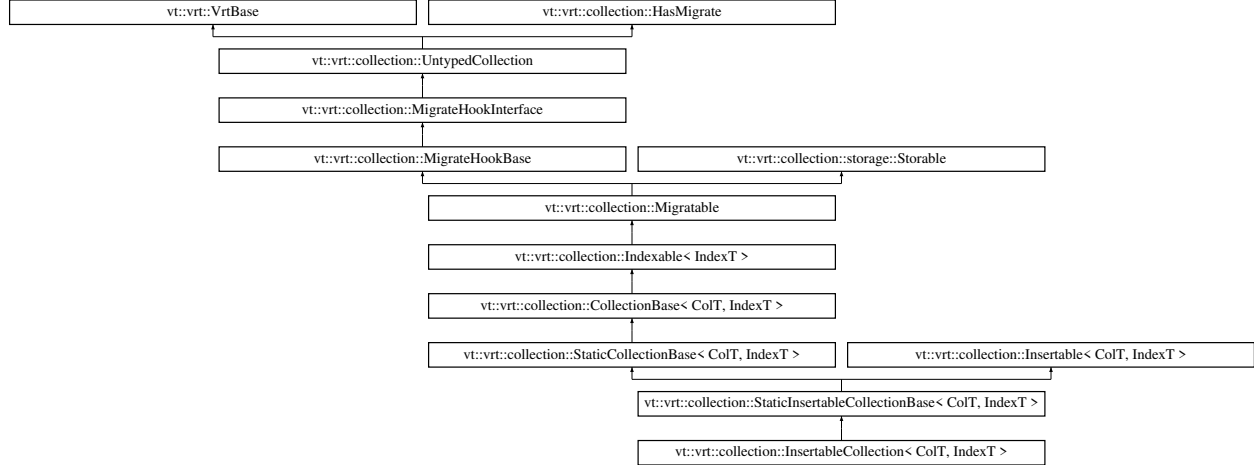 vt::vrt::VrtBase
vt::vrt::collection::HasMigrate
vt::vrt::collection::UntypedCollection
vt::vrt::collection::MigrateHookInterface
vt::vrt::collection::MigrateHookBase
vt::vrt::collection::storage::Storable
vt::vrt::collection::Migratable
vt::vrt::collection::Indexable< IndexT >
vt::vrt::collection::CollectionBase< ColT, IndexT >
vt::vrt::collection::StaticCollectionBase< ColT, IndexT >
vt::vrt::collection::Insertable< ColT, IndexT >
vt::vrt::collection::StaticInsertableCollectionBase< ColT, IndexT >
vt::vrt::collection::InsertableCollection< ColT, IndexT >